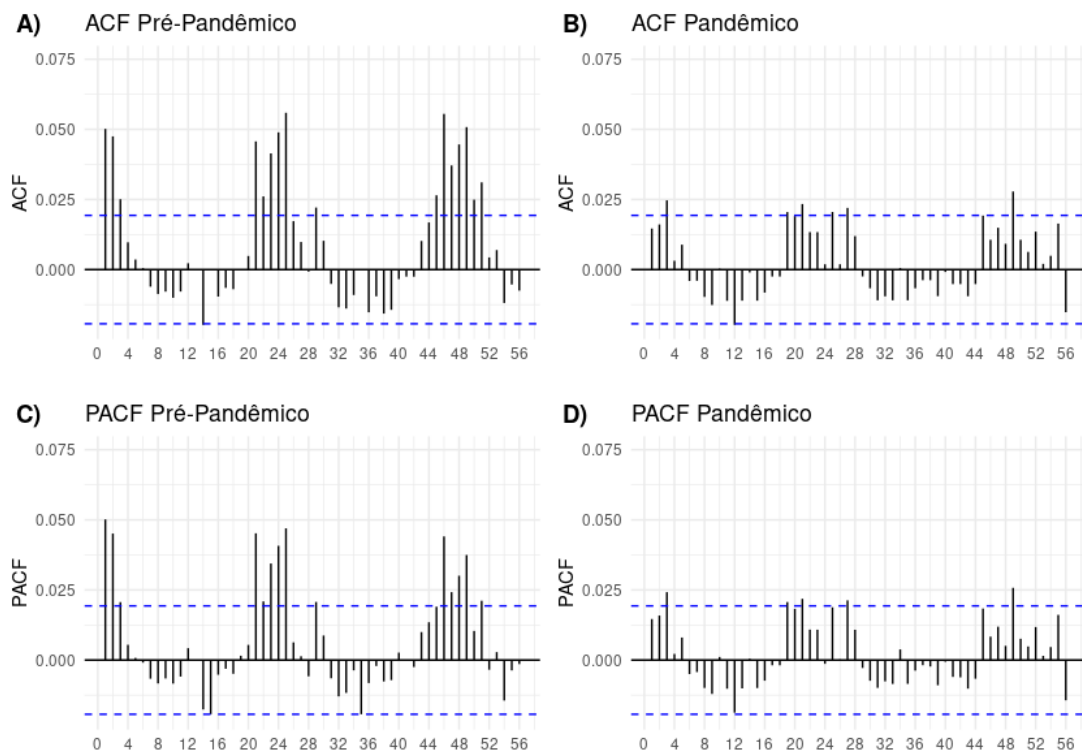 A) ACF Pré-Pandêmico
0.075
0.050
0.025
0.000
ACF
0 4 8 12 16 20 24 28 32 36 40 44 48 52 56
B) ACF Pandêmico
0.075
0.050
0.025
0.000
ACF
0 4 8 12 16 20 24 28 32 36 40 44 48 52 56
C) PACF Pré-Pandêmico
0.075
0.050
0.025
0.000
PACF
0 4 8 12 16 20 24 28 32 36 40 44 48 52 56
D) PACF Pandêmico
0.075
0.050
0.025
0.000
PACF
0 4 8 12 16 20 24 28 32 36 40 44 48 52 56